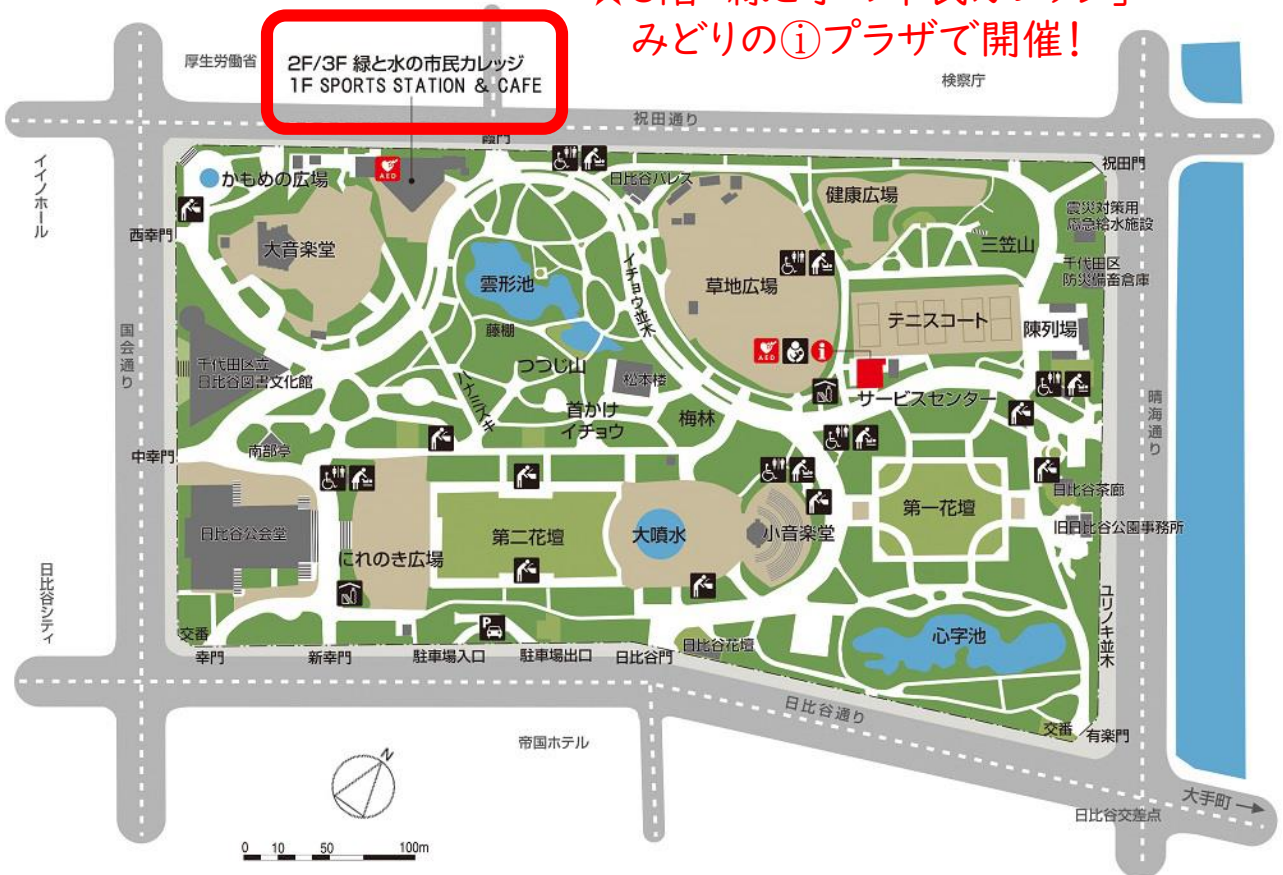 みどりのⓘプラザで開催!
厚生労働省
2F/3F 緑と水の市民カレッジ
1F SPORTS STATION & CAFE
検察庁
祝田通り
霞門
祝田門
イイノホール
かもめの広場
AED
日比谷パレス
健康広場
震災対策用
応急給水施設
西幸門
大音楽堂
三笠山
雲形池
イチョウ並木
草地広場
千代田区
防災備蓄倉庫
国会通り
藤棚
テニスコート
陳列場
千代田区立
日比谷図書文化館
つつじ山
松本楼
AED
i
ハナミズキ
首かけ
イチョウ
梅林
サービスセンター
晴海通り
南部亭
中幸門
日比谷茶廊
日比谷公会堂
第二花壇
大噴水
小音楽堂
第一花壇
旧日比谷公園事務所
にれのき広場
日比谷シティ
ユリノキ並木
P
心字池
交番
幸門
新幸門
駐車場入口
駐車場出口
日比谷門
日比谷花壇
日比谷通り
交番
有楽門
帝国ホテル
N
大手町→
日比谷交差点
0 10 50 100m